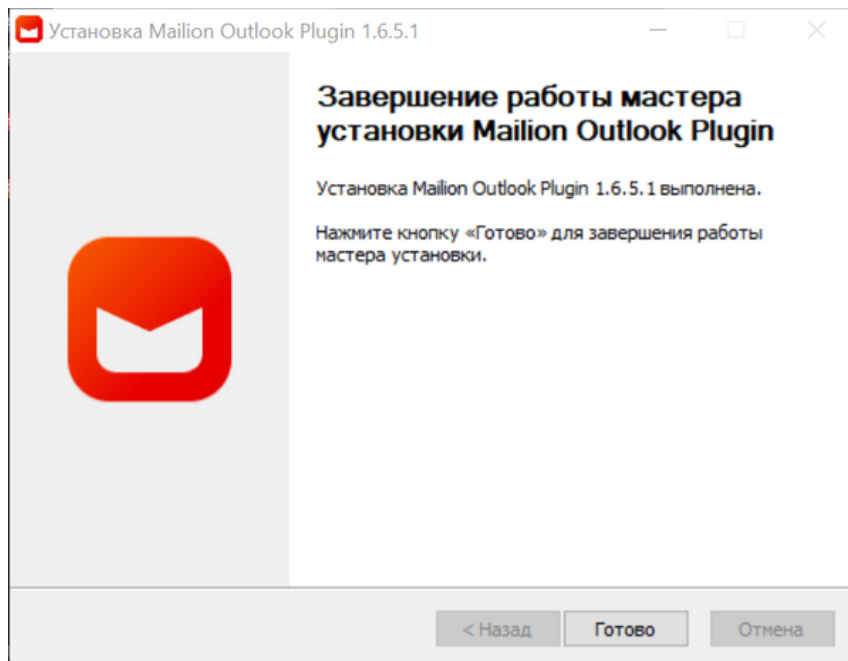 Установка Mailion Outlook Plugin 1.6.5.1
Завершение работы мастера
установки Mailion Outlook Plugin
Установка Mailion Outlook Plugin 1.6.5.1 выполнена.
Нажмите кнопку «Готово» для завершения работы
мастера установки.
< Назад
Готово
Отмена